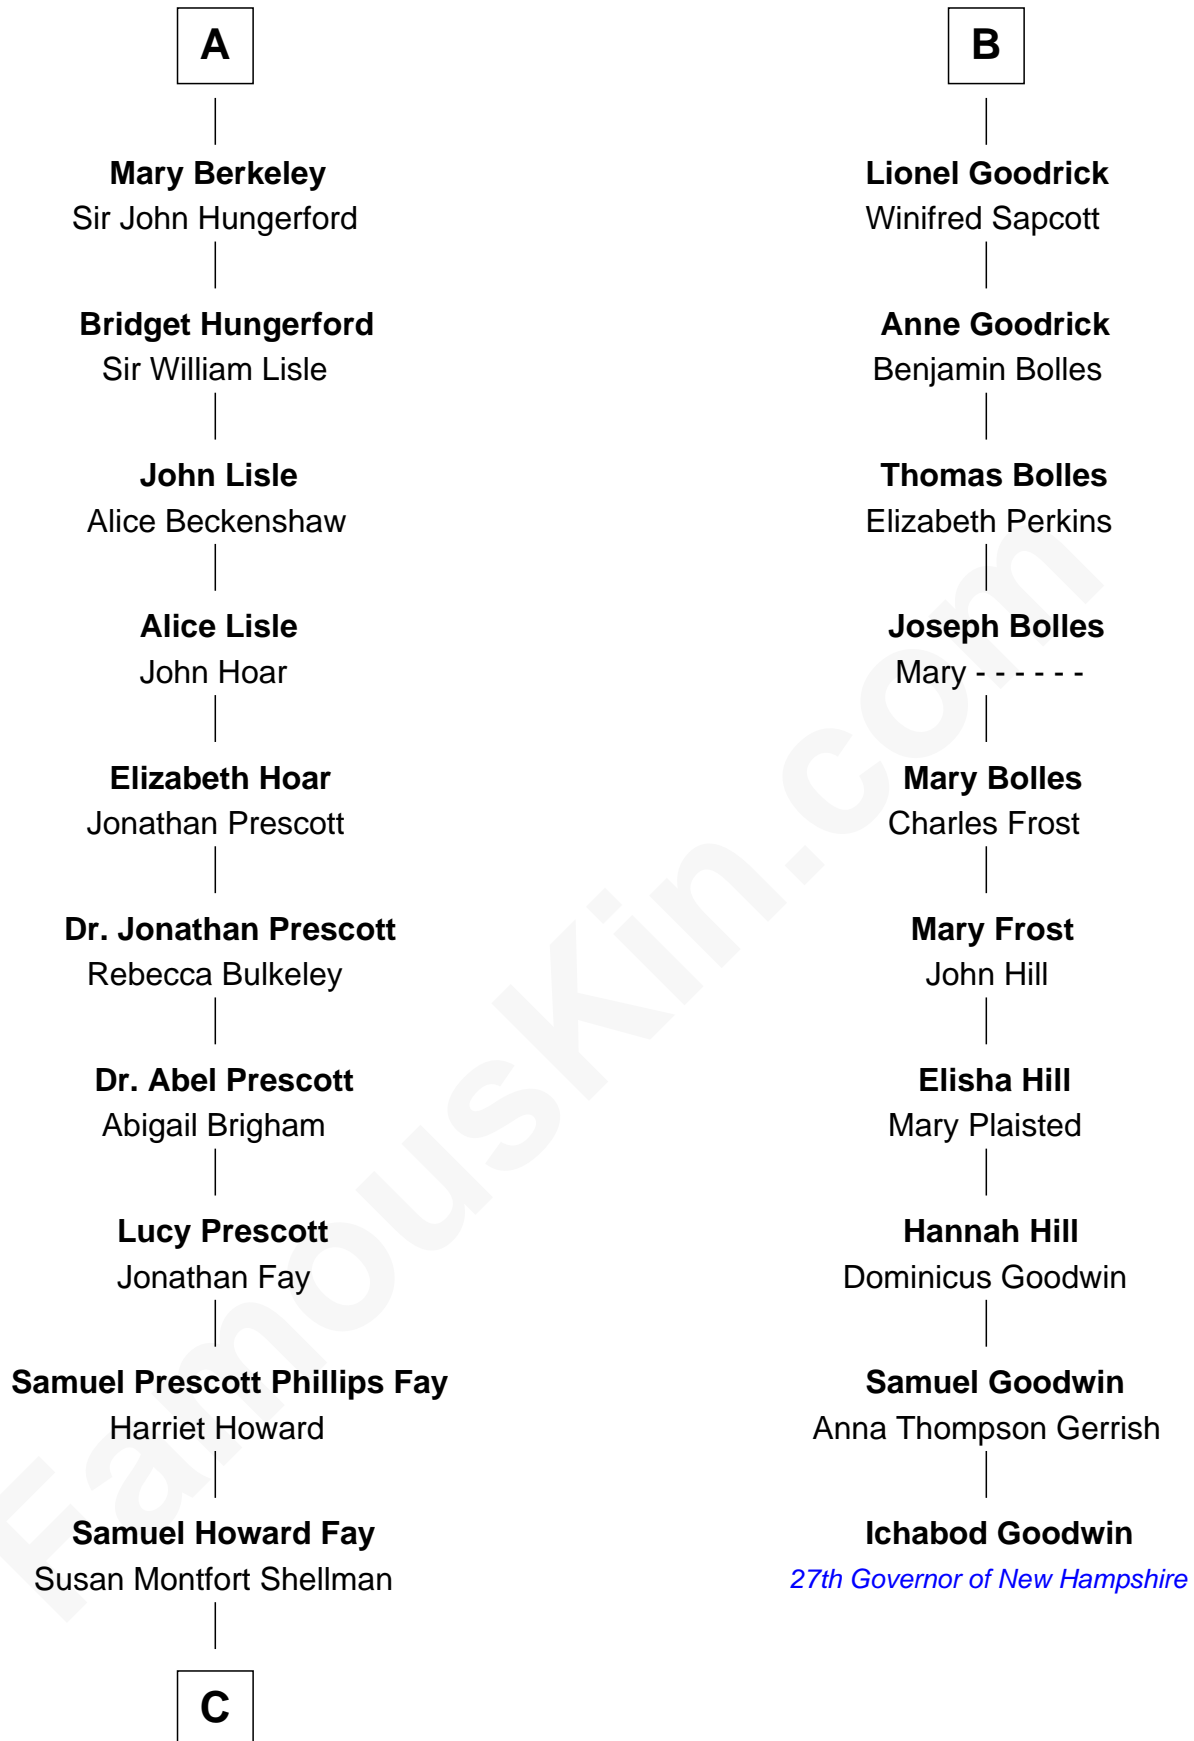 A
Mary Berkeley
Sir John Hungerford
Bridget Hungerford
Sir William Lisle
John Lisle
Alice Beckenshaw
Alice Lisle
John Hoar
Elizabeth Hoar
Jonathan Prescott
Dr. Jonathan Prescott
Rebecca Bulkeley
Dr. Abel Prescott
Abigail Brigham
Lucy Prescott
Jonathan Fay
Samuel Prescott Phillips Fay
Harriet Howard
Samuel Howard Fay
Susan Montfort Shellman
C
B
Lionel Goodrick
Winifred Sapcott
Anne Goodrick
Benjamin Bolles
Thomas Bolles
Elizabeth Perkins
Joseph Bolles
Mary - - - - - -
Mary Bolles
Charles Frost
Mary Frost
John Hill
Elisha Hill
Mary Plaisted
Hannah Hill
Dominicus Goodwin
Samuel Goodwin
Anna Thompson Gerrish
Ichabod Goodwin
27th Governor of New Hampshire
FamousKin.com